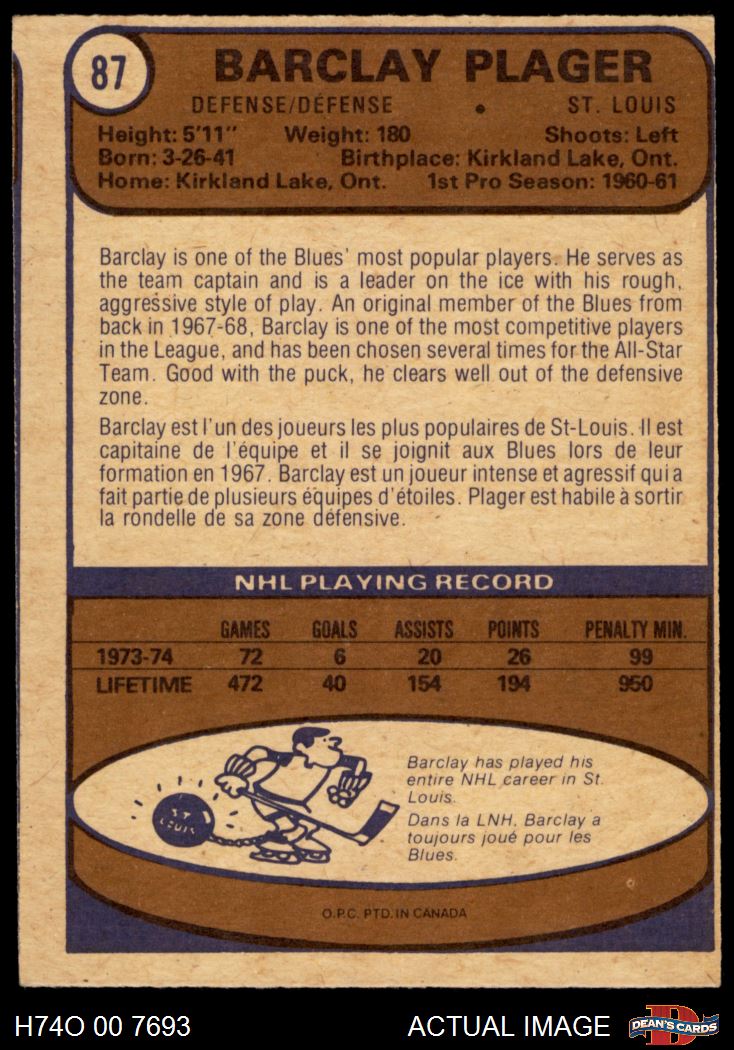 87
BARCLAY PLAGER
DEFENSE/DÉFENSE • ST. LOUIS
Height: 5'11" Weight: 180 Shoots: Left
Born: 3-26-41 Birthplace: Kirkland Lake, Ont.
Home: Kirkland Lake, Ont. 1st Pro Season: 1960-61
Barclay is one of the Blues' most popular players. He serves as
the team captain and is a leader on the ice with his rough,
aggressive style of play. An original member of the Blues from
back in 1967-68, Barclay is one of the most competitive players
in the League, and has been chosen several times for the All-Star
Team. Good with the puck, he clears well out of the defensive
zone.
Barclay est l'un des joueurs les plus populaires de St-Louis. Il est
capitaine de l'équipe et il se joignit aux Blues lors de leur
formation en 1967. Barclay est un joueur intense et agressif qui a
fait partie de plusieurs équipes d'étoiles. Plager est habile à sortir
la rondelle de sa zone défensive.
NHL PLAYING RECORD
GAMES GOALS ASSISTS POINTS PENALTY MIN.
1973-74 72 6 20 26 99
LIFETIME 472 40 154 194 950
Barclay has played his
entire NHL career in St.
Louis.
Dans la LNH, Barclay a
toujours joué pour les
Blues.
ST
LOUIS
O.P.C. PTD. IN CANADA
H74O 00 7693 ACTUAL IMAGE DEAN'S CARDS